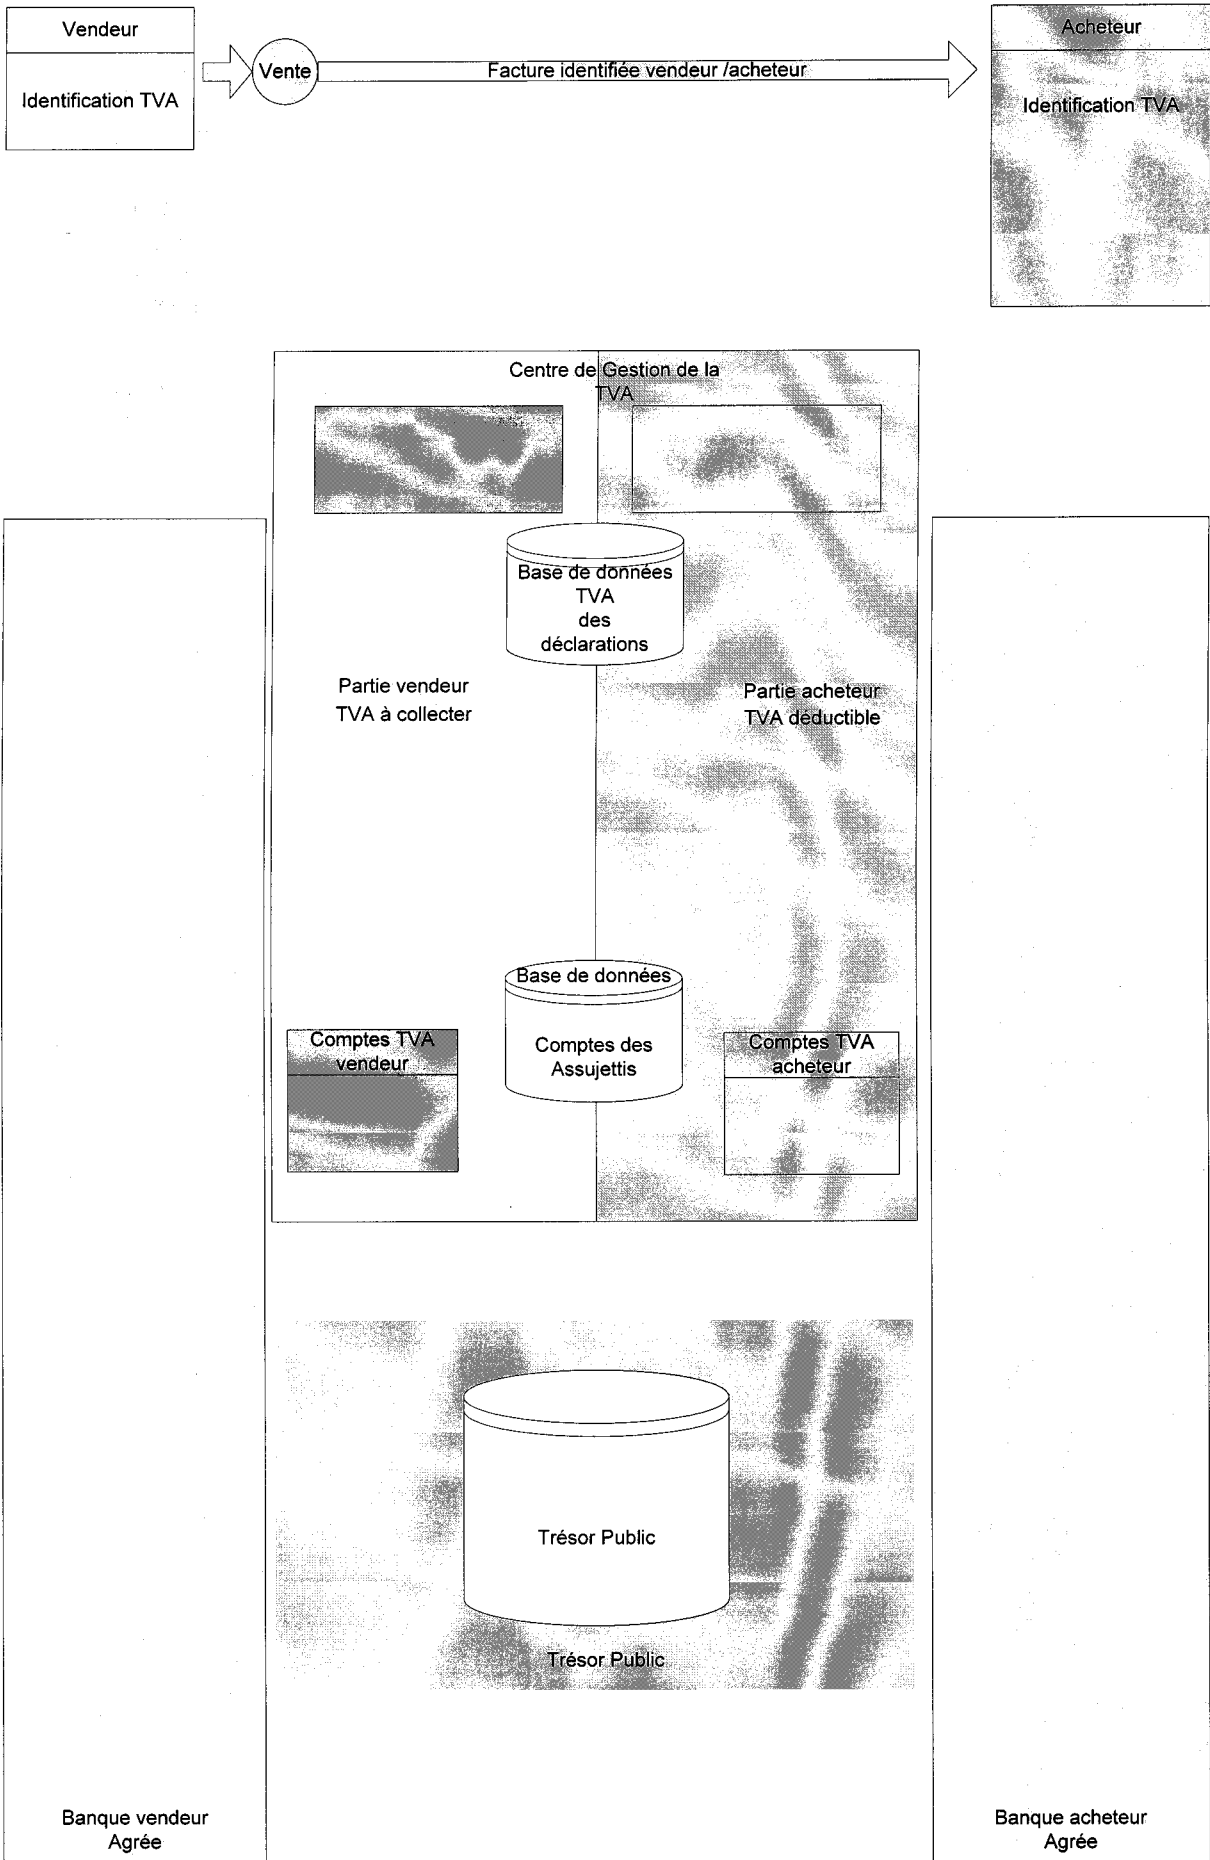 Vendeur
Identification TVA
Vente
Facture identifiée vendeur /acheteur
Acheteur
Identification TVA
Centre de Gestion de la
TVA
Base de données
TVA
des
déclarations
Partie vendeur
TVA à collecter
Partie acheteur
TVA déductible
Base de données
Comptes des
Assujettis
Comptes TVA
vendeur
Comptes TVA
acheteur
Trésor Public
Trésor Public
Banque vendeur
Agrée
Banque acheteur
Agrée